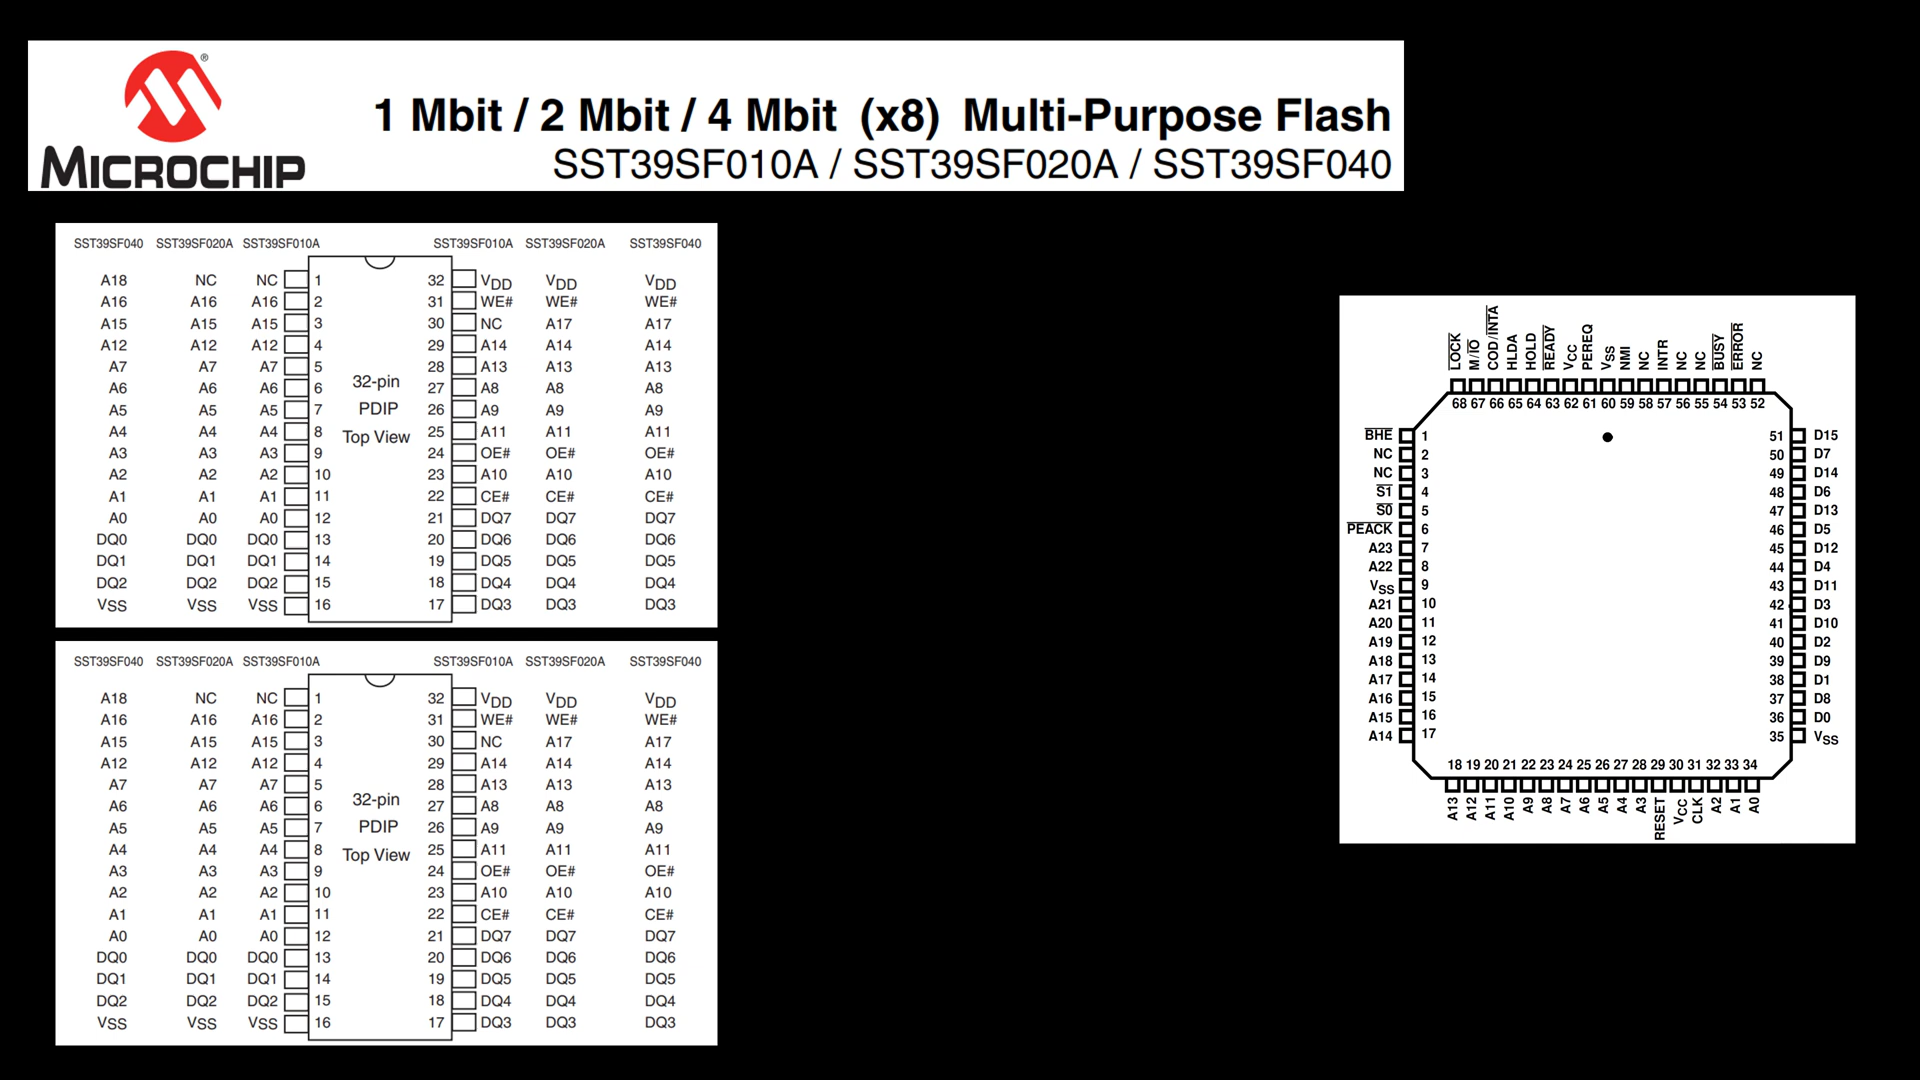 MICROCHIP ®
1 Mbit / 2 Mbit / 4 Mbit (x8) Multi-Purpose Flash
SST39SF010A / SST39SF020A / SST39SF040
SST39SF040 SST39SF020A SST39SF010A SST39SF010A SST39SF020A SST39SF040
A18 NC NC 1 32 VDD VDD VDD
A16 A16 A16 2 31 WE# WE# WE#
A15 A15 A15 3 30 NC A17 A17
A12 A12 A12 4 29 A14 A14 A14
A7 A7 A7 5 28 A13 A13 A13
A6 A6 A6 6 27 A8 A8 A8
A5 A5 A5 7 26 A9 A9 A9
A4 A4 A4 8 25 A11 A11 A11
A3 A3 A3 9 24 OE# OE# OE#
A2 A2 A2 10 23 A10 A10 A10
A1 A1 A1 11 22 CE# CE# CE#
A0 A0 A0 12 21 DQ7 DQ7 DQ7
DQ0 DQ0 DQ0 13 20 DQ6 DQ6 DQ6
DQ1 DQ1 DQ1 14 19 DQ5 DQ5 DQ5
DQ2 DQ2 DQ2 15 18 DQ4 DQ4 DQ4
VSS VSS VSS 16 17 DQ3 DQ3 DQ3
32-pin
PDIP
Top View
SST39SF040 SST39SF020A SST39SF010A SST39SF010A SST39SF020A SST39SF040
A18 NC NC 1 32 VDD VDD VDD
A16 A16 A16 2 31 WE# WE# WE#
A15 A15 A15 3 30 NC A17 A17
A12 A12 A12 4 29 A14 A14 A14
A7 A7 A7 5 28 A13 A13 A13
A6 A6 A6 6 27 A8 A8 A8
A5 A5 A5 7 26 A9 A9 A9
A4 A4 A4 8 25 A11 A11 A11
A3 A3 A3 9 24 OE# OE# OE#
A2 A2 A2 10 23 A10 A10 A10
A1 A1 A1 11 22 CE# CE# CE#
A0 A0 A0 12 21 DQ7 DQ7 DQ7
DQ0 DQ0 DQ0 13 20 DQ6 DQ6 DQ6
DQ1 DQ1 DQ1 14 19 DQ5 DQ5 DQ5
DQ2 DQ2 DQ2 15 18 DQ4 DQ4 DQ4
VSS VSS VSS 16 17 DQ3 DQ3 DQ3
32-pin
PDIP
Top View
LOCK M/IO COD/INTA HLDA HOLD READY VCC PEREQ VSS NMI NC INTR NC NC BUSY ERROR NC
68 67 66 65 64 63 62 61 60 59 58 57 56 55 54 53 52
BHE 1 51 D15
NC 2 50 D7
NC 3 49 D14
S1 4 48 D6
S0 5 47 D13
PEACK 6 46 D5
A23 7 45 D12
A22 8 44 D4
VSS 9 43 D11
A21 10 42 D3
A20 11 41 D10
A19 12 40 D2
A18 13 39 D9
A17 14 38 D1
A16 15 37 D8
A15 16 36 D0
A14 17 35 VSS
18 19 20 21 22 23 24 25 26 27 28 29 30 31 32 33 34
A13 A12 A11 A10 A9 A8 A7 A6 A5 A4 A3 RESET VCC CLK A2 A1 A0